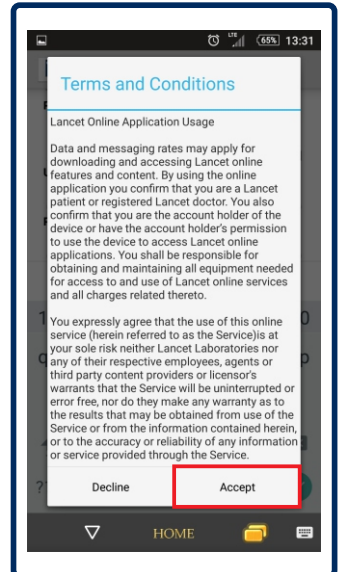 LTE 65% 13:31
Terms and Conditions
Lancet Online Application Usage
Data and messaging rates may apply for
downloading and accessing Lancet online
features and content. By using the online
application you confirm that you are a Lancet
patient or registered Lancet doctor. You also
confirm that you are the account holder of the
device or have the account holder's permission
to use the device to access Lancet online
applications. You shall be responsible for
obtaining and maintaining all equipment needed
for access to and use of Lancet online services
and all charges related thereto.
You expressly agree that the use of this online
service (herein referred to as the Service)is at
your sole risk neither Lancet Laboratories nor
any of their respective employees, agents or
third party content providers or licensor's
warrants that the Service will be uninterrupted or
error free, nor do they make any warranty as to
the results that may be obtained from use of the
Service or from the information contained herein,
or to the accuracy or reliability of any information
or service provided through the Service.
Decline Accept
HOME